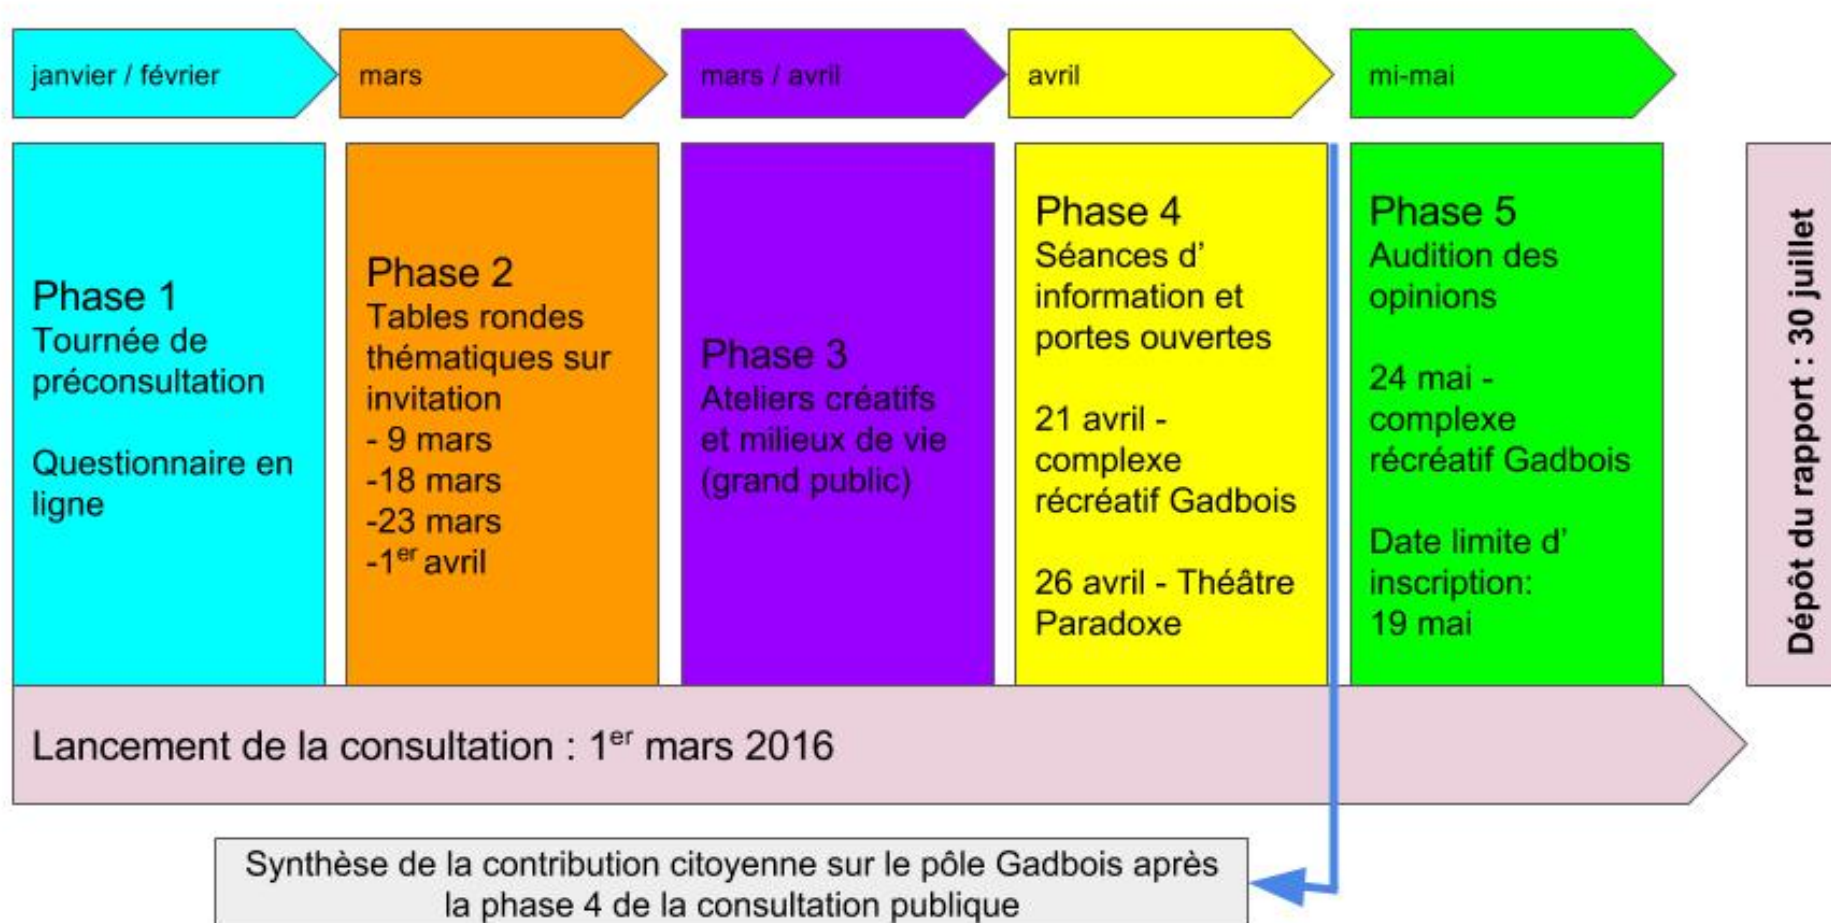 janvier / février
mars
mars / avril
avril
mi-mai
Phase 1
Tournée de
préconsultation
Questionnaire en
ligne
Phase 2
Tables rondes
thématiques sur
invitation
- 9 mars
-18 mars
-23 mars
-1er avril
Phase 3
Ateliers créatifs
et milieux de vie
(grand public)
Phase 4
Séances d’
information et
portes ouvertes
21 avril -
complexe
récréatif Gadbois
26 avril - Théâtre
Paradoxe
Phase 5
Audition des
opinions
24 mai -
complexe
récréatif Gadbois
Date limite d’
inscription:
19 mai
Dépôt du rapport : 30 juillet
Lancement de la consultation : 1er mars 2016
Synthèse de la contribution citoyenne sur le pôle Gadbois après
la phase 4 de la consultation publique